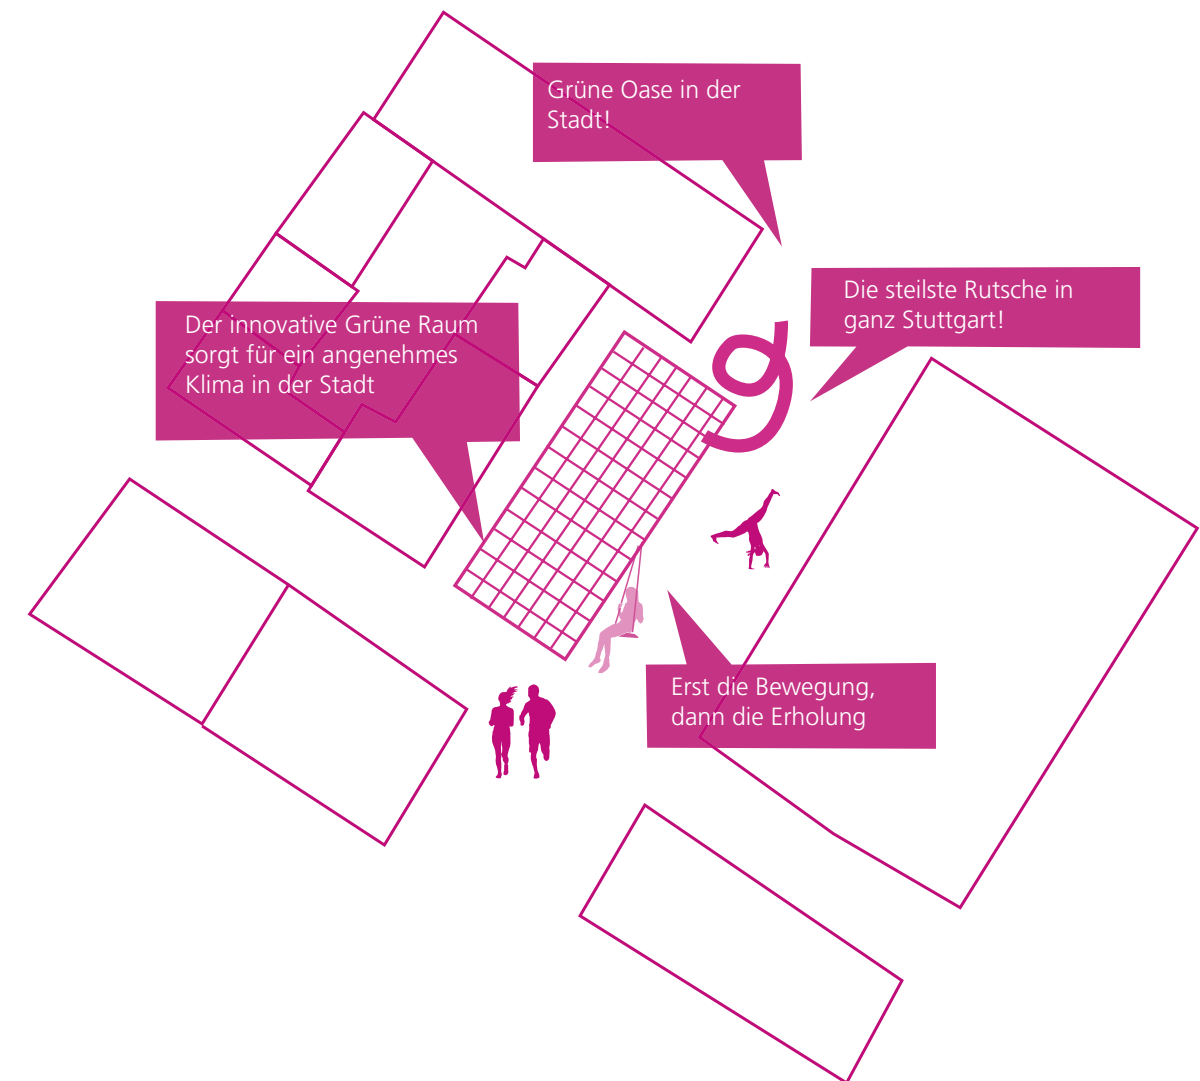 Grüne Oase in der
Stadt!
Die steilste Rutsche in
ganz Stuttgart!
Der innovative Grüne Raum
sorgt für ein angenehmes
Klima in der Stadt
Erst die Bewegung,
dann die Erholung